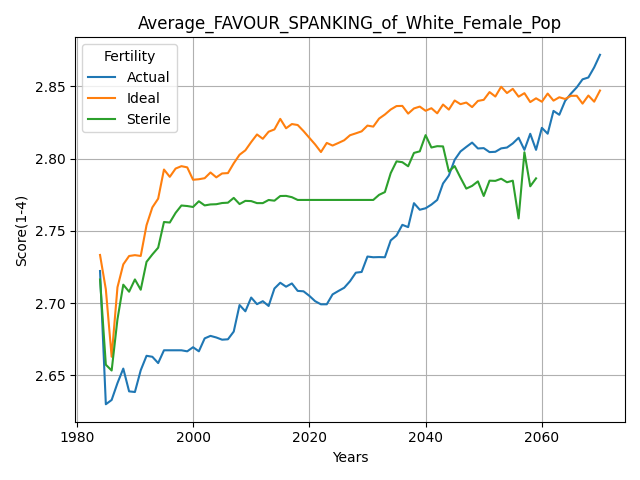 Average_FAVOUR_SPANKING_of_White_Female_Pop
Fertility
Actual
Ideal
Sterile
Score(1-4)
2.85
2.80
2.75
2.70
2.65
1980 2000 2020 2040 2060
Years